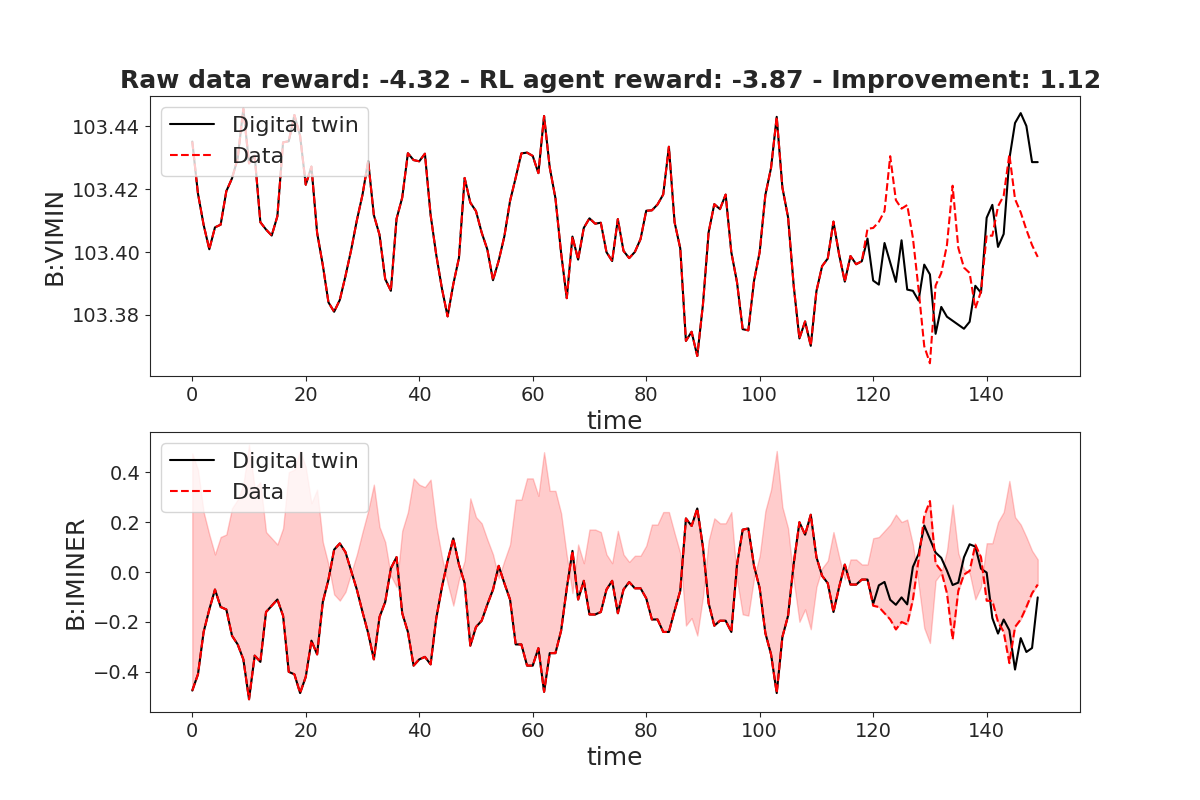 Raw data reward: -4.32 - RL agent reward: -3.87 - Improvement: 1.12
103.44
103.42
103.40
103.38
B:VIMIN
Digital twin
Data
0 20 40 60 80 100 120 140
time
0.4
0.2
0.0
−0.2
−0.4
B:IMINER
Digital twin
Data
0 20 40 60 80 100 120 140
time